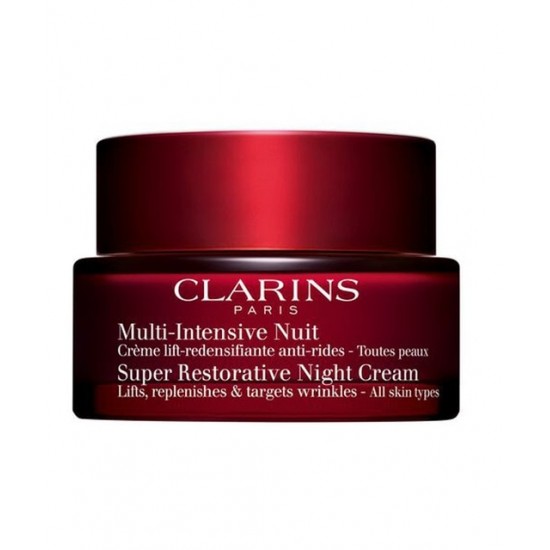 CLARINS
PARIS
Multi-Intensive Nuit
Crème lift-redensifiante anti-rides - Toutes peaux
Super Restorative Night Cream
Lifts, replenishes & targets wrinkles - All skin types